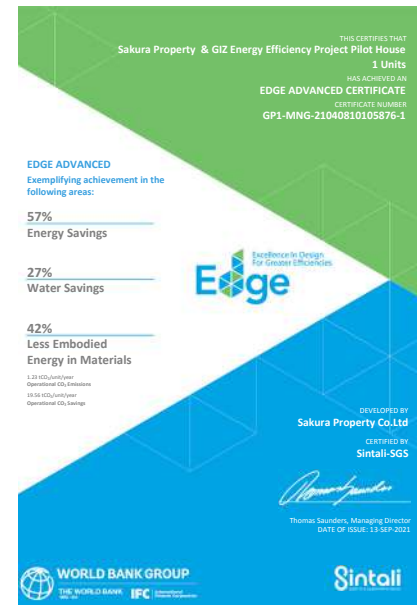 THIS CERTIFIES THAT
Sakura Property & GIZ Energy Efficiency Project Pilot House
1 Units
HAS ACHIEVED AN
EDGE ADVANCED CERTIFICATE
CERTIFICATE NUMBER
GP1-MNG-21040810105876-1
EDGE ADVANCED
Exemplifying achievement in the
following areas:
57%
Energy Savings
27%
Water Savings
42%
Less Embodied
Energy in Materials
1.23 tCO₂/unit/year
Operational CO₂ Emissions
19.56 tCO₂/unit/year
Operational CO₂ Savings
Edge
Excellence In Design
For Greater Efficiencies
DEVELOPED BY
Sakura Property Co.Ltd
CERTIFIED BY
Sintali-SGS
Thomas Saunders, Managing Director
DATE OF ISSUE: 13-SEP-2021
WORLD BANK GROUP
THE WORLD BANK
IFC International
Finance Corporation
Sintali